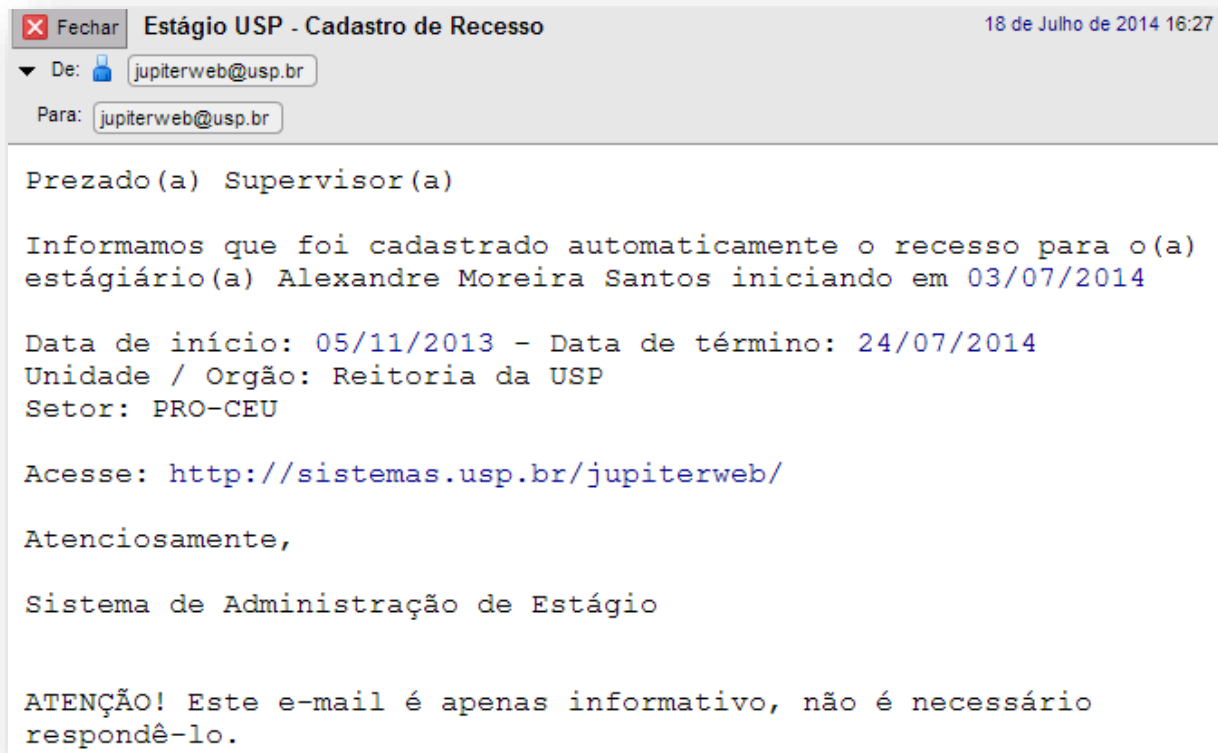 Fechar Estágio USP - Cadastro de Recesso 18 de Julho de 2014 16:27
De: jupiterweb@usp.br
Para: jupiterweb@usp.br
Prezado(a) Supervisor(a)
Informamos que foi cadastrado automaticamente o recesso para o(a)
estágiário(a) Alexandre Moreira Santos iniciando em 03/07/2014
Data de início: 05/11/2013 - Data de término: 24/07/2014
Unidade / Orgão: Reitoria da USP
Setor: PRO-CEU
Acesse: http://sistemas.usp.br/jupiterweb/
Atenciosamente,
Sistema de Administração de Estágio
ATENÇÃO! Este e-mail é apenas informativo, não é necessário
respondê-lo.